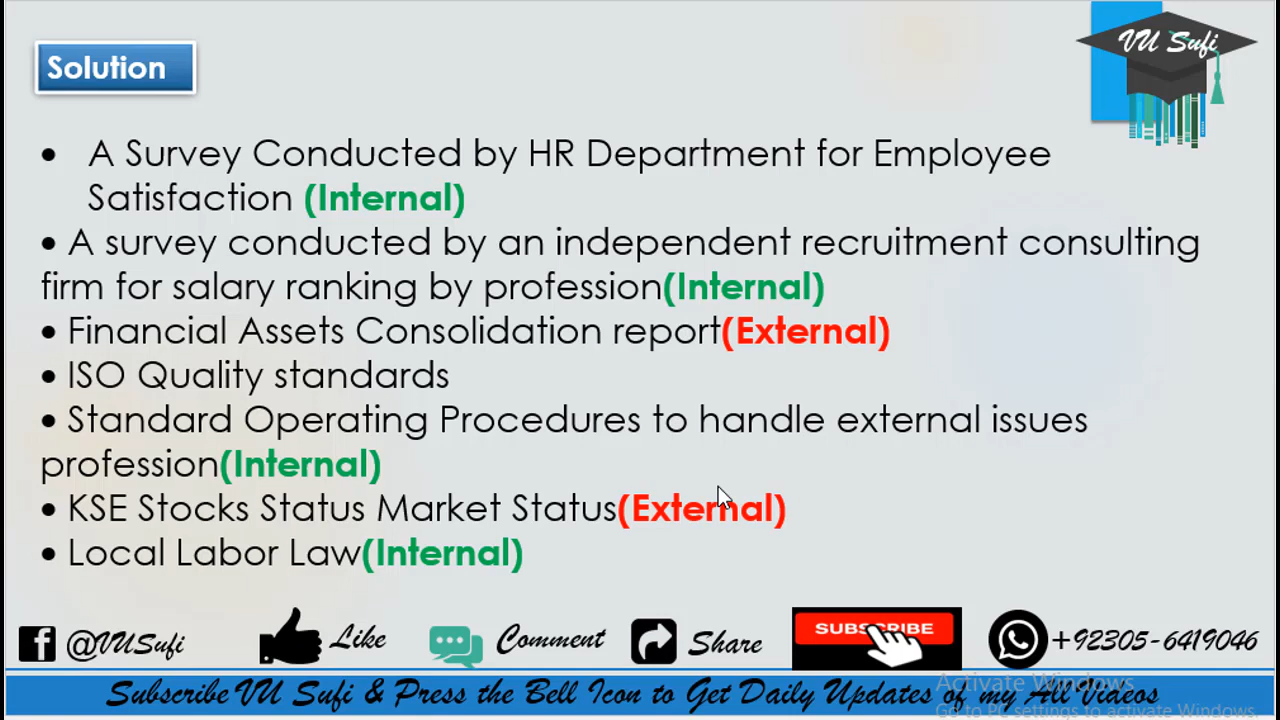 VU Sufi
Solution
• A Survey Conducted by HR Department for Employee
Satisfaction (Internal)
• A survey conducted by an independent recruitment consulting
firm for salary ranking by profession(Internal)
• Financial Assets Consolidation report(External)
• ISO Quality standards
• Standard Operating Procedures to handle external issues
profession(Internal)
• KSE Stocks Status Market Status(External)
• Local Labor Law(Internal)
@VUSufi Like Comment Share SUBSCRIBE +92305-6419046
Subscribe VU Sufi & Press the Bell Icon to Get Daily Updates of my All Videos
Activate Windows
Go to PC settings to activate Windows.